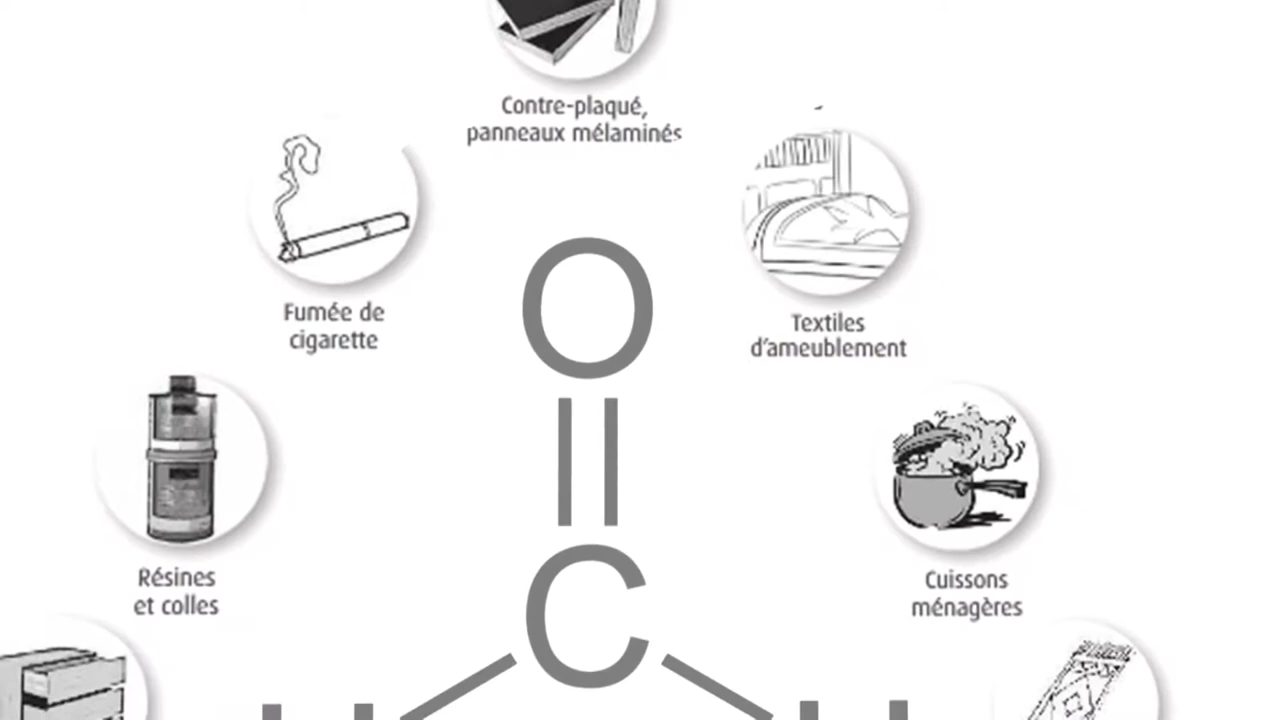 Contre-plaqué,
panneaux mélaminés
Fumée de
cigarette
Textiles
d'ameublement
O
Résines
et colles
C
Cuissons
ménagères
H
H